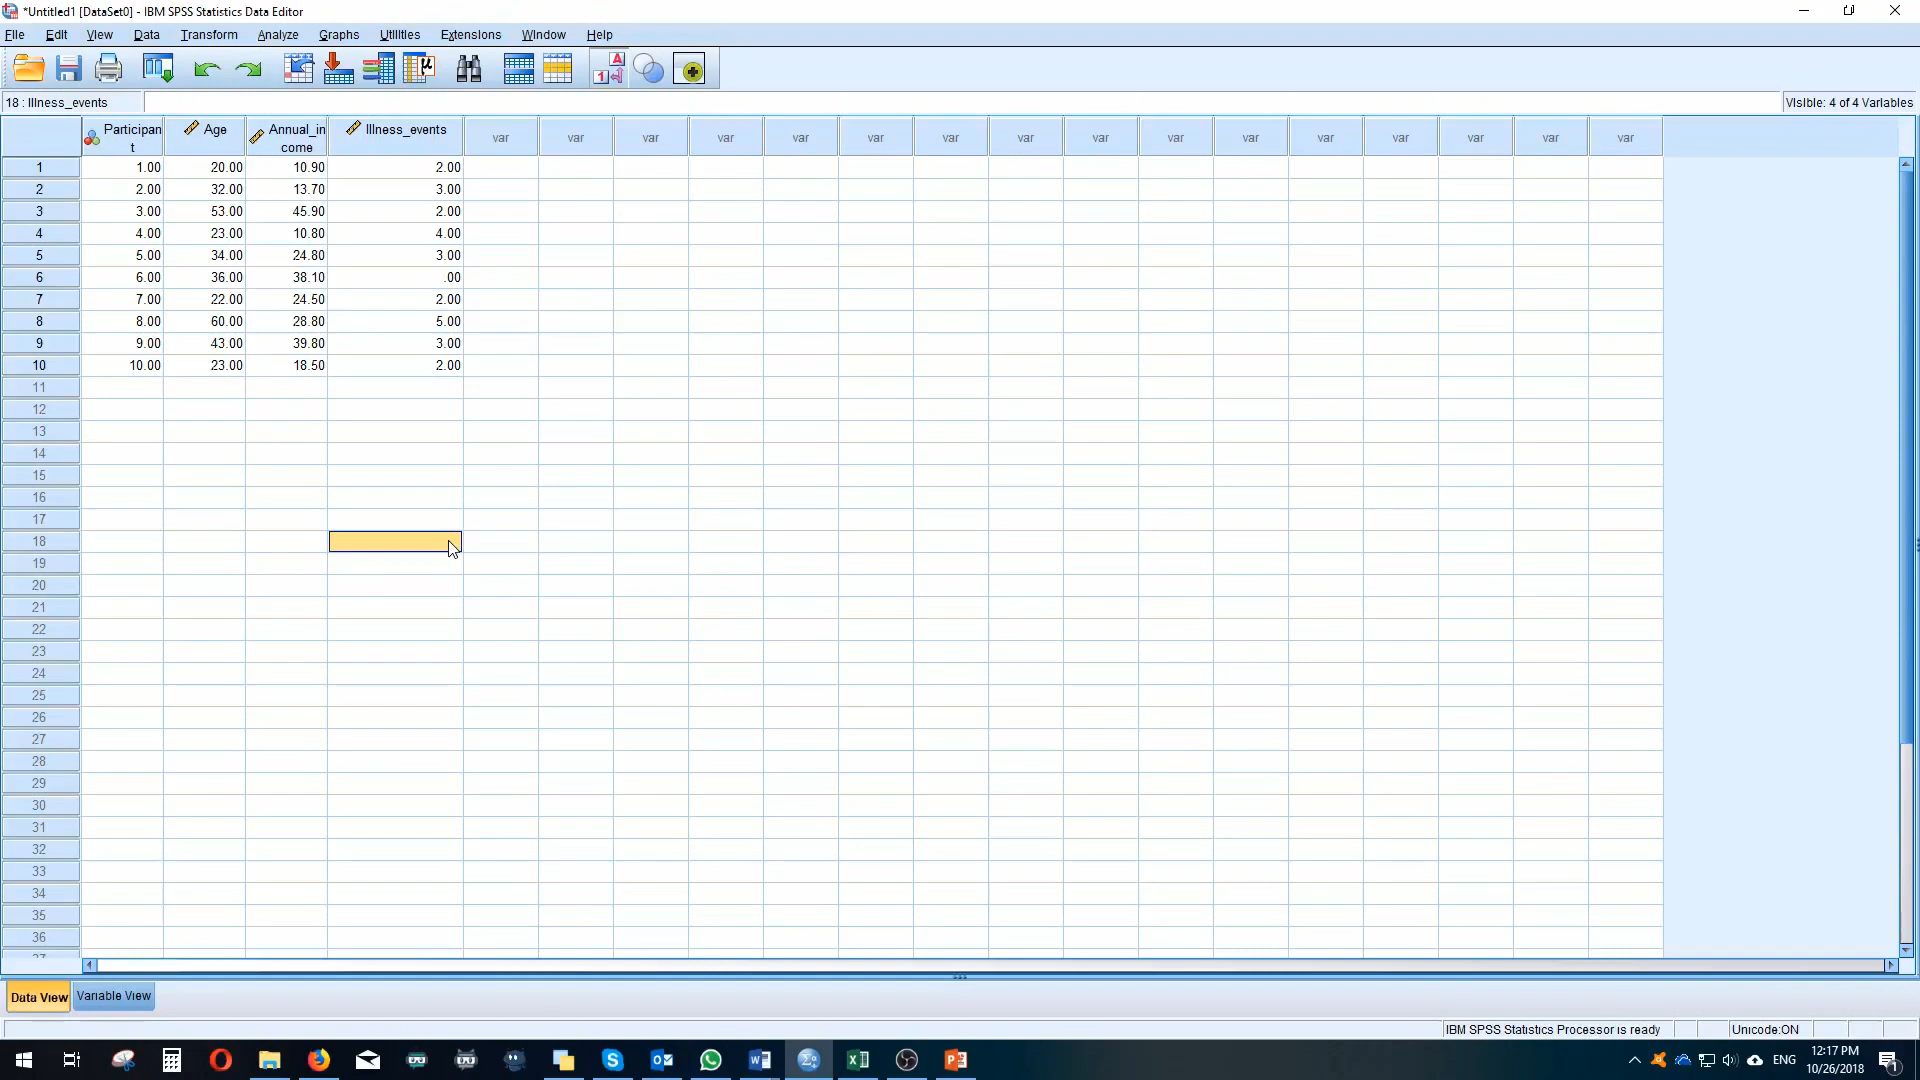 *Untitled1 [DataSet0] - IBM SPSS Statistics Data Editor
File Edit View Data Transform Analyze Graphs Utilities Extensions Window Help
18 : Illness_events Visible: 4 of 4 Variables
Participan Age Annual_in Illness_events var var var var var var var var var var var var var var var var
t come
1 1.00 20.00 10.90 2.00
2 2.00 32.00 13.70 3.00
3 3.00 53.00 45.90 2.00
4 4.00 23.00 10.80 4.00
5 5.00 34.00 24.80 3.00
6 6.00 36.00 38.10 .00
7 7.00 22.00 24.50 2.00
8 8.00 60.00 28.80 5.00
9 9.00 43.00 39.80 3.00
10 10.00 23.00 18.50 2.00
11
12
13
14
15
16
17
18
19
20
21
22
23
24
25
26
27
28
29
30
31
32
33
34
35
36
37
Data View Variable View
IBM SPSS Statistics Processor is ready Unicode:ON
ENG 12:17 PM
10/26/2018